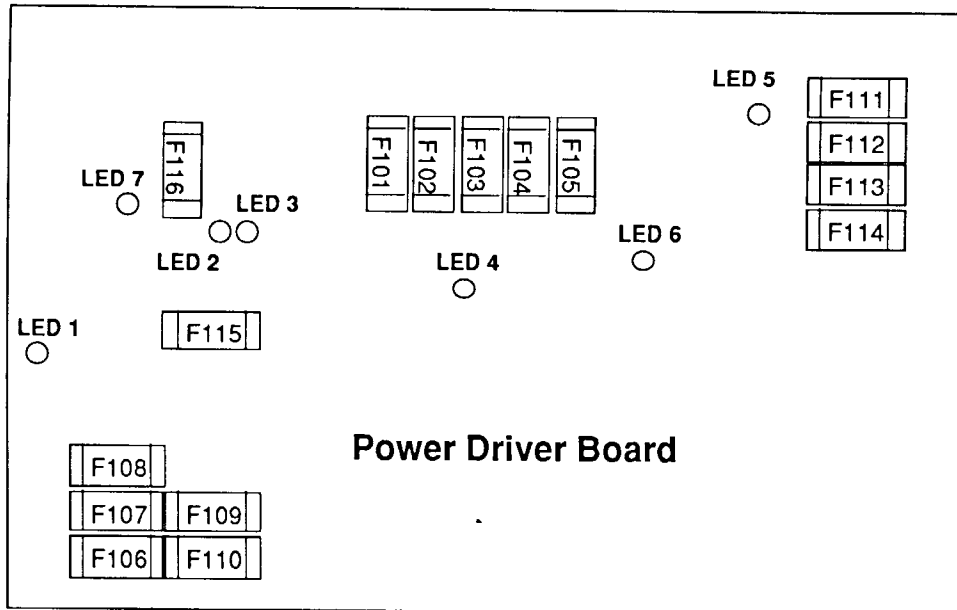 LED 5
F111
F112
F113
F114
F116
F101
F102
F103
F104
F105
LED 7
LED 3
LED 2
LED 4
LED 6
LED 1
F115
Power Driver Board
F108
F107
F109
F106
F110